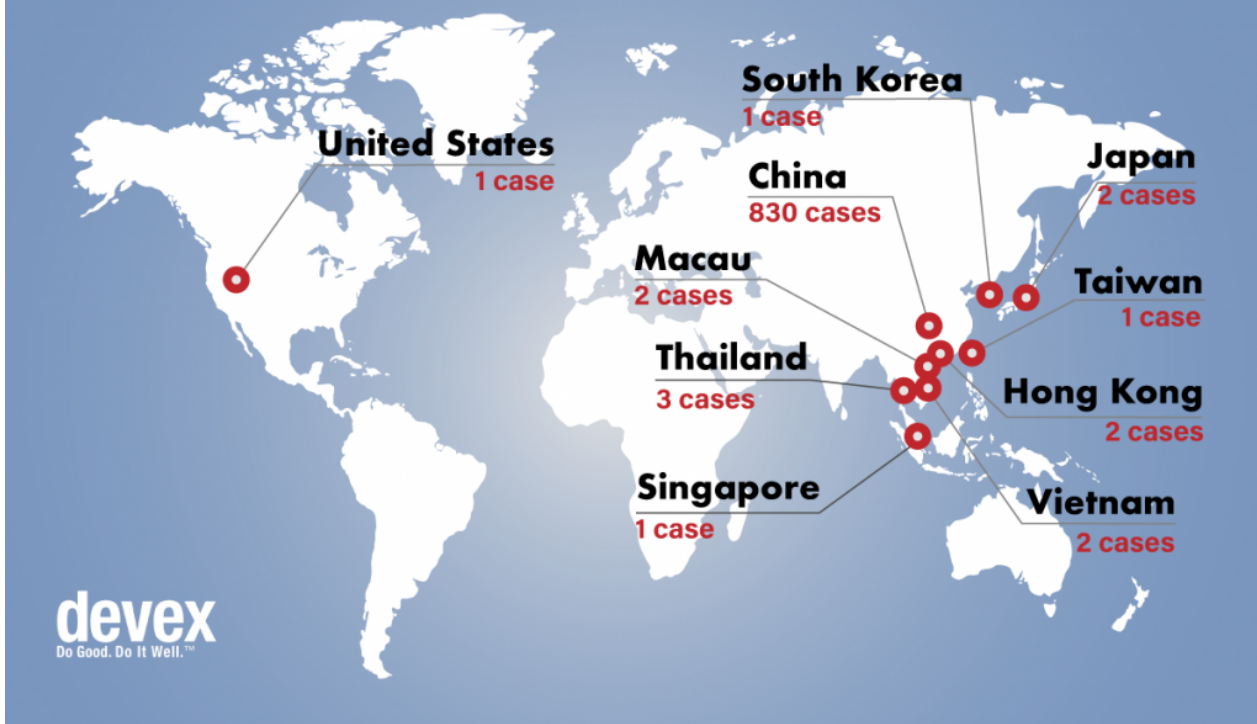 South Korea
1 case
United States
1 case
Japan
2 cases
China
830 cases
Macau
2 cases
Taiwan
1 case
Thailand
3 cases
Hong Kong
2 cases
Singapore
1 case
Vietnam
2 cases
devex
Do Good. Do It Well.™